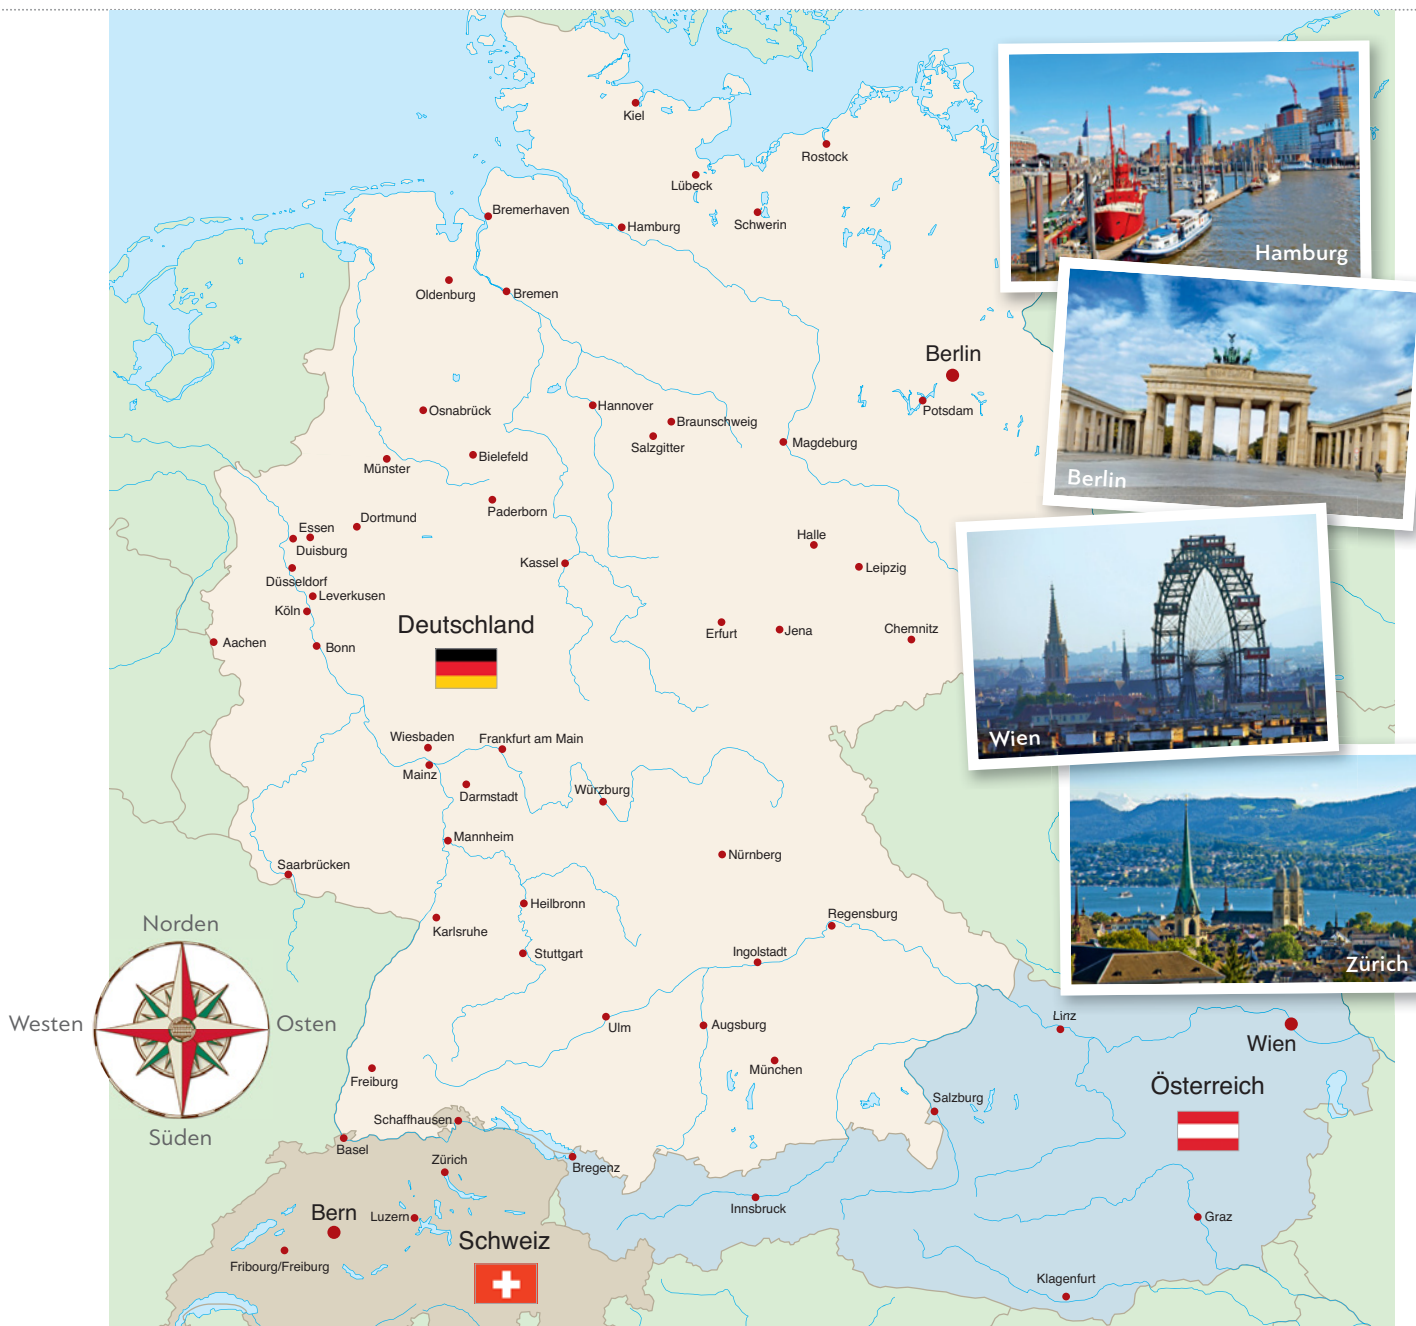 Kiel
Rostock
Lübeck
Schwerin
Bremerhaven
Hamburg
Hamburg
Oldenburg
Bremen
Berlin
Potsdam
Osnabrück
Hannover
Braunschweig
Salzgitter
Magdeburg
Münster
Bielefeld
Berlin
Paderborn
Essen
Dortmund
Duisburg
Halle
Kassel
Leipzig
Düsseldorf
Leverkusen
Köln
Deutschland
Erfurt
Jena
Chemnitz
Aachen
Bonn
Wiesbaden
Frankfurt am Main
Wien
Mainz
Darmstadt
Würzburg
Mannheim
Nürnberg
Saarbrücken
Heilbronn
Regensburg
Norden
Karlsruhe
Stuttgart
Ingolstadt
Zürich
Westen
Osten
Ulm
Augsburg
Linz
Wien
München
Freiburg
Österreich
Salzburg
Schaffhausen
Süden
Basel
Zürich
Bregenz
Bern
Luzern
Innsbruck
Graz
Schweiz
Fribourg/Freiburg
Klagenfurt